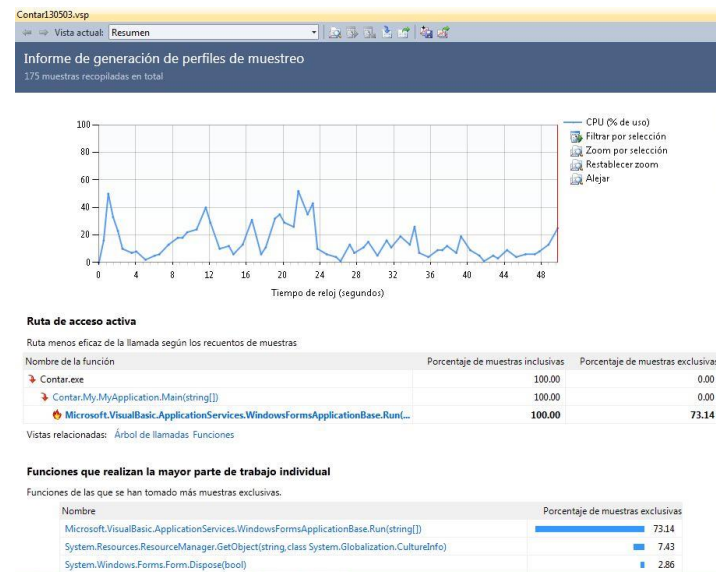 Contar130503.vsp
Vista actual: Resumen
Informe de generación de perfiles de muestreo
175 muestras recopiladas en total
100
80
60
40
20
0
0 4 8 12 16 20 24 28 32 36 40 44 48
Tiempo de reloj (segundos)
CPU (% de uso)
Filtrar por selección
Zoom por selección
Restablecer zoom
Alejar
Ruta de acceso activa
Ruta menos eficaz de la llamada según los recuentos de muestras
Nombre de la función Porcentaje de muestras inclusivas Porcentaje de muestras exclusivas
Contar.exe 100.00 0.00
Contar.My.MyApplication.Main(string[]) 100.00 0.00
Microsoft.VisualBasic.ApplicationServices.WindowsFormsApplicationBase.Run(... 100.00 73.14
Vistas relacionadas: Árbol de llamadas Funciones
Funciones que realizan la mayor parte de trabajo individual
Funciones de las que se han tomado más muestras exclusivas.
Nombre Porcentaje de muestras exclusivas
Microsoft.VisualBasic.ApplicationServices.WindowsFormsApplicationBase.Run(string[]) 73.14
System.Resources.ResourceManager.GetObject(string,class System.Globalization.CultureInfo) 7.43
System.Windows.Forms.Form.Dispose(bool) 2.86